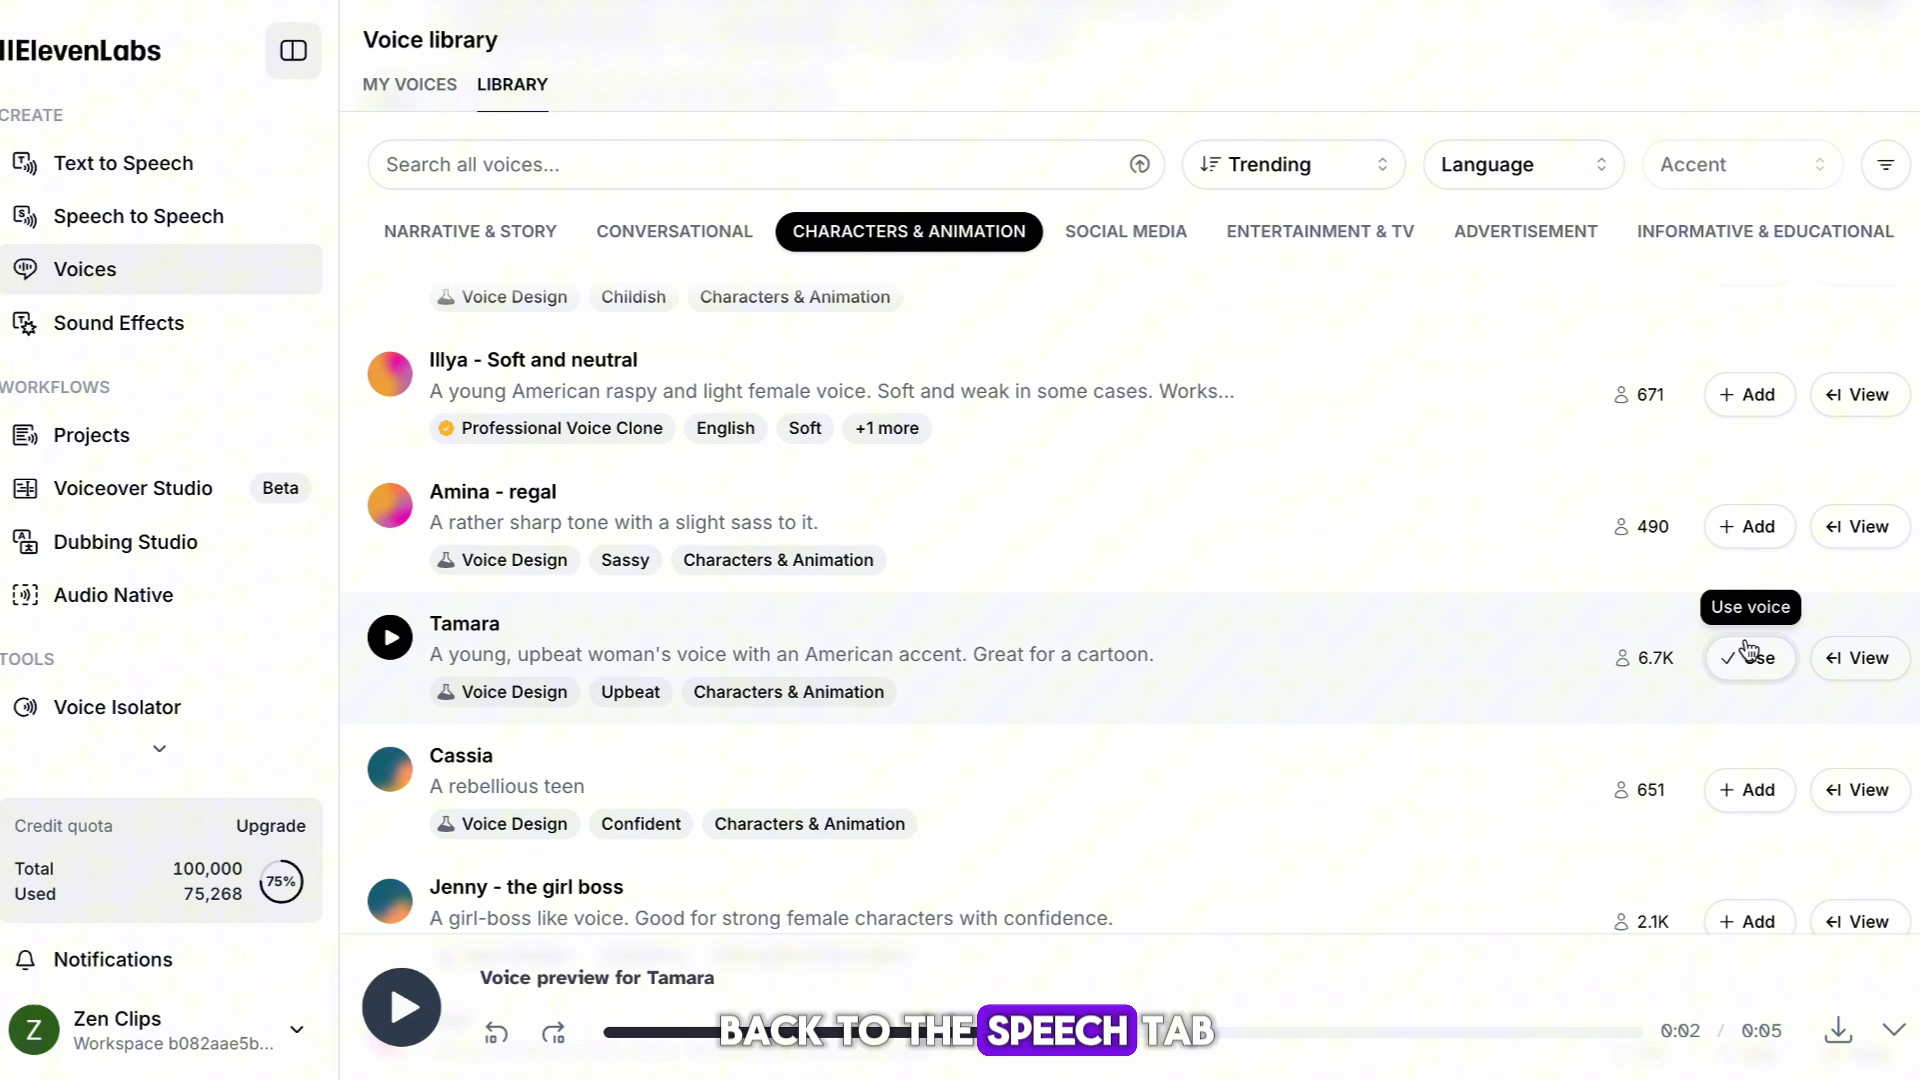 IIElevenLabs
Voice library
MY VOICES LIBRARY
CREATE
Text to Speech
Speech to Speech
Voices
Sound Effects
WORKFLOWS
Projects
Voiceover Studio Beta
Dubbing Studio
Audio Native
TOOLS
Voice Isolator
Credit quota Upgrade
Total 100,000
Used 75,268
75%
Notifications
Z
Zen Clips
Workspace b082aae5b...
Search all voices...
Trending
Language
Accent
NARRATIVE & STORY CONVERSATIONAL CHARACTERS & ANIMATION SOCIAL MEDIA ENTERTAINMENT & TV ADVERTISEMENT INFORMATIVE & EDUCATIONAL
Voice Design Childish Characters & Animation
Illya - Soft and neutral
A young American raspy and light female voice. Soft and weak in some cases. Works...
Professional Voice Clone English Soft +1 more
671 + Add View
Amina - regal
A rather sharp tone with a slight sass to it.
Voice Design Sassy Characters & Animation
490 + Add View
Use voice
Tamara
A young, upbeat woman's voice with an American accent. Great for a cartoon.
Voice Design Upbeat Characters & Animation
6.7K Use View
Cassia
A rebellious teen
Voice Design Confident Characters & Animation
651 + Add View
Jenny - the girl boss
A girl-boss like voice. Good for strong female characters with confidence.
2.1K + Add View
Voice preview for Tamara
10 10
0:02 / 0:05
BACK TO THE SPEECH TAB